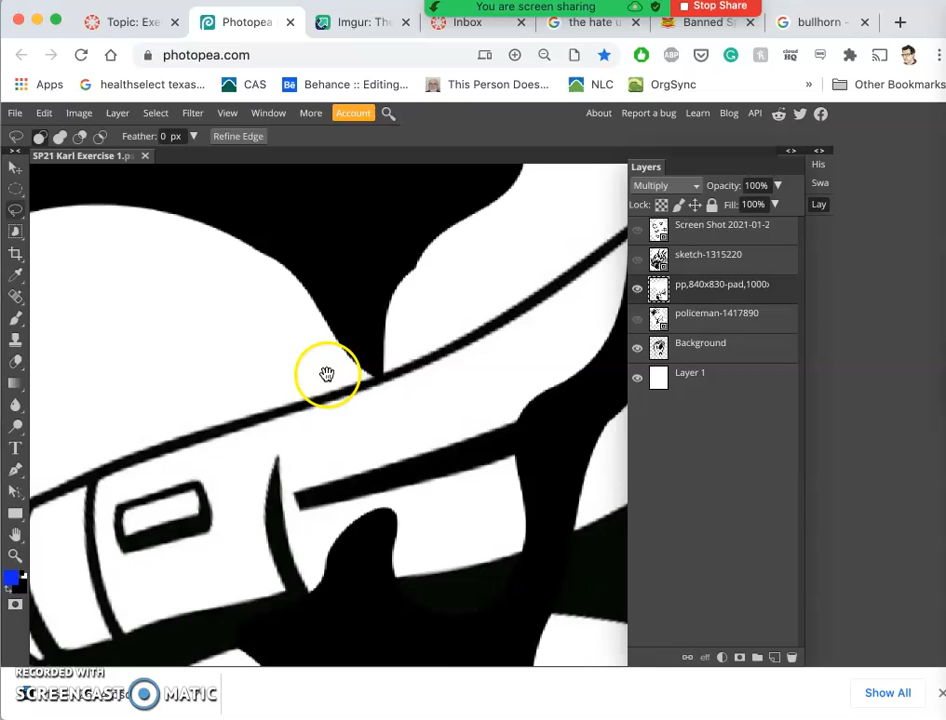 You are screen sharing Stop Share
Topic: Exe Photopea Imgur: The Inbox the hate u Banned Sp bullhorn -
photopea.com
Apps healthselect texas... CAS Behance :: Editing... This Person Does... NLC OrgSync » Other Bookmarks
File Edit Image Layer Select Filter View Window More Account About Report a bug Learn Blog API
Feather: 0 px Refine Edge
SP21 Karl Exercise 1.ps
Layers His
Multiply Opacity: 100% Swa
Lock: Fill: 100% Lay
Screen Shot 2021-01-2
sketch-1315220
pp,840x830-pad,1000x
policeman-1417890
Background
Layer 1
eff
RECORDED WITH
SCREENCAST MATIC
Show All